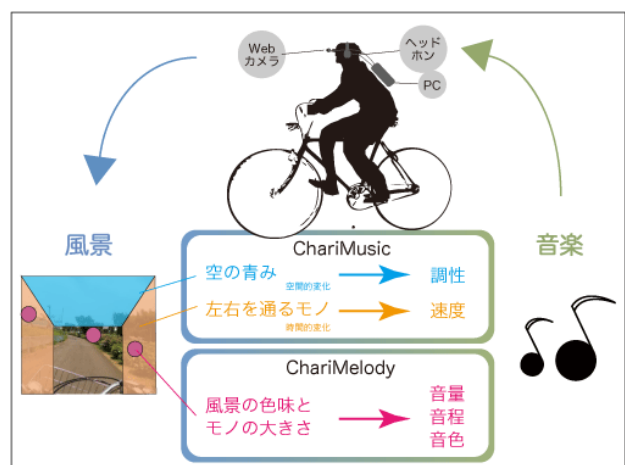 Web
カメラ
ヘッド
ホン
PC
風景
音楽
ChariMusic
空の青み
空間的変化
調性
左右を通るモノ
時間的変化
速度
ChariMelody
風景の色味と
モノの大きさ
音量
音程
音色